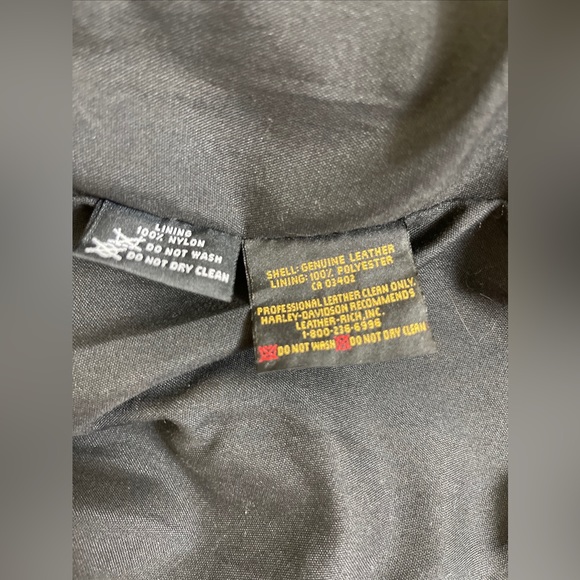 LINING
100% NYLON
DO NOT WASH
DO NOT DRY CLEAN
SHELL: GENUINE LEATHER
LINING: 100% POLYESTER
CA 03402
PROFESSIONAL LEATHER CLEAN ONLY.
HARLEY-DAVIDSON RECOMMENDS
LEATHER-RICH, INC.
1-800-236-6996
DO NOT WASH DO NOT DRY CLEAN